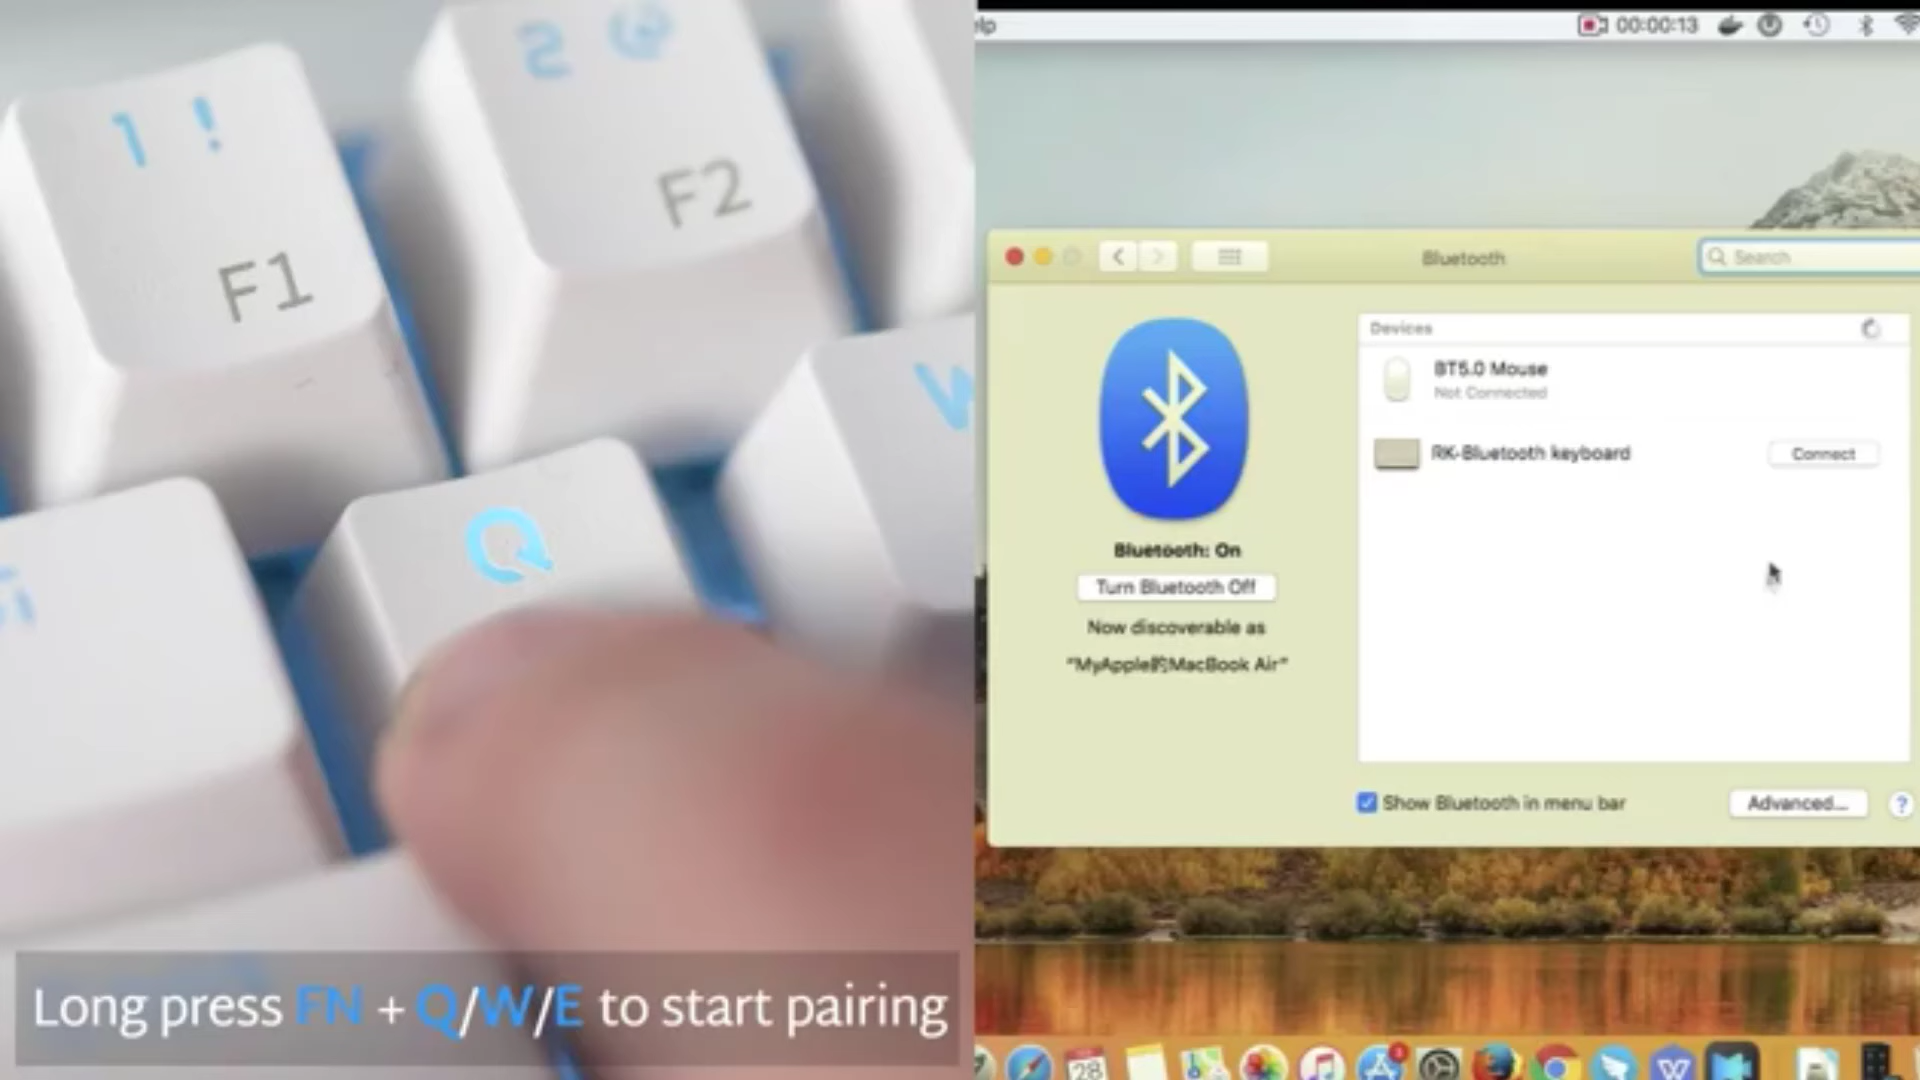 1 !
F1
2 @
F2
Q
W
Long press FN + Q/W/E to start pairing
lp
00:00:13
Bluetooth
Search
Devices
BT5.0 Mouse
Not Connected
RK-Bluetooth keyboard
Connect
Bluetooth: On
Turn Bluetooth Off
Now discoverable as
"MyApple的MacBook Air"
Show Bluetooth in menu bar
Advanced...
?
28